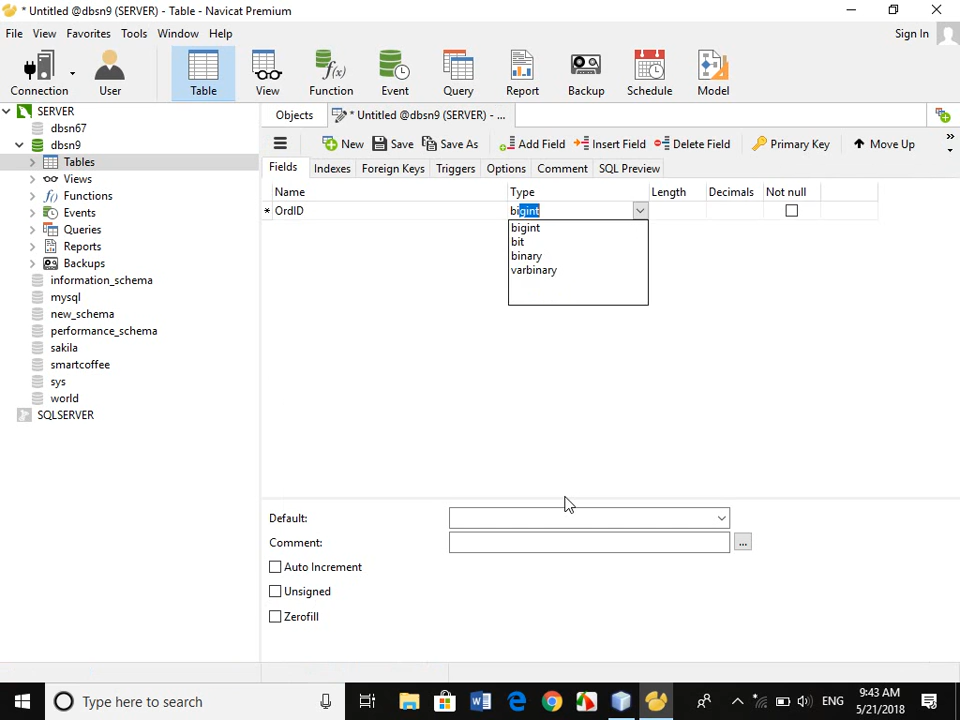 * Untitled @dbsn9 (SERVER) - Table - Navicat Premium
File View Favorites Tools Window Help
Sign In
Connection User Table View Function Event Query Report Backup Schedule Model
SERVER
dbsn67
dbsn9
Tables
Views
Functions
Events
Queries
Reports
Backups
information_schema
mysql
new_schema
performance_schema
sakila
smartcoffee
sys
world
SQLSERVER
Objects * Untitled @dbsn9 (SERVER) - ...
New Save Save As Add Field Insert Field Delete Field Primary Key Move Up
Fields Indexes Foreign Keys Triggers Options Comment SQL Preview
Name Type Length Decimals Not null
* OrdID bigint
bigint
bit
binary
varbinary
Default:
Comment: ...
Auto Increment
Unsigned
Zerofill
Type here to search
ENG
9:43 AM
5/21/2018